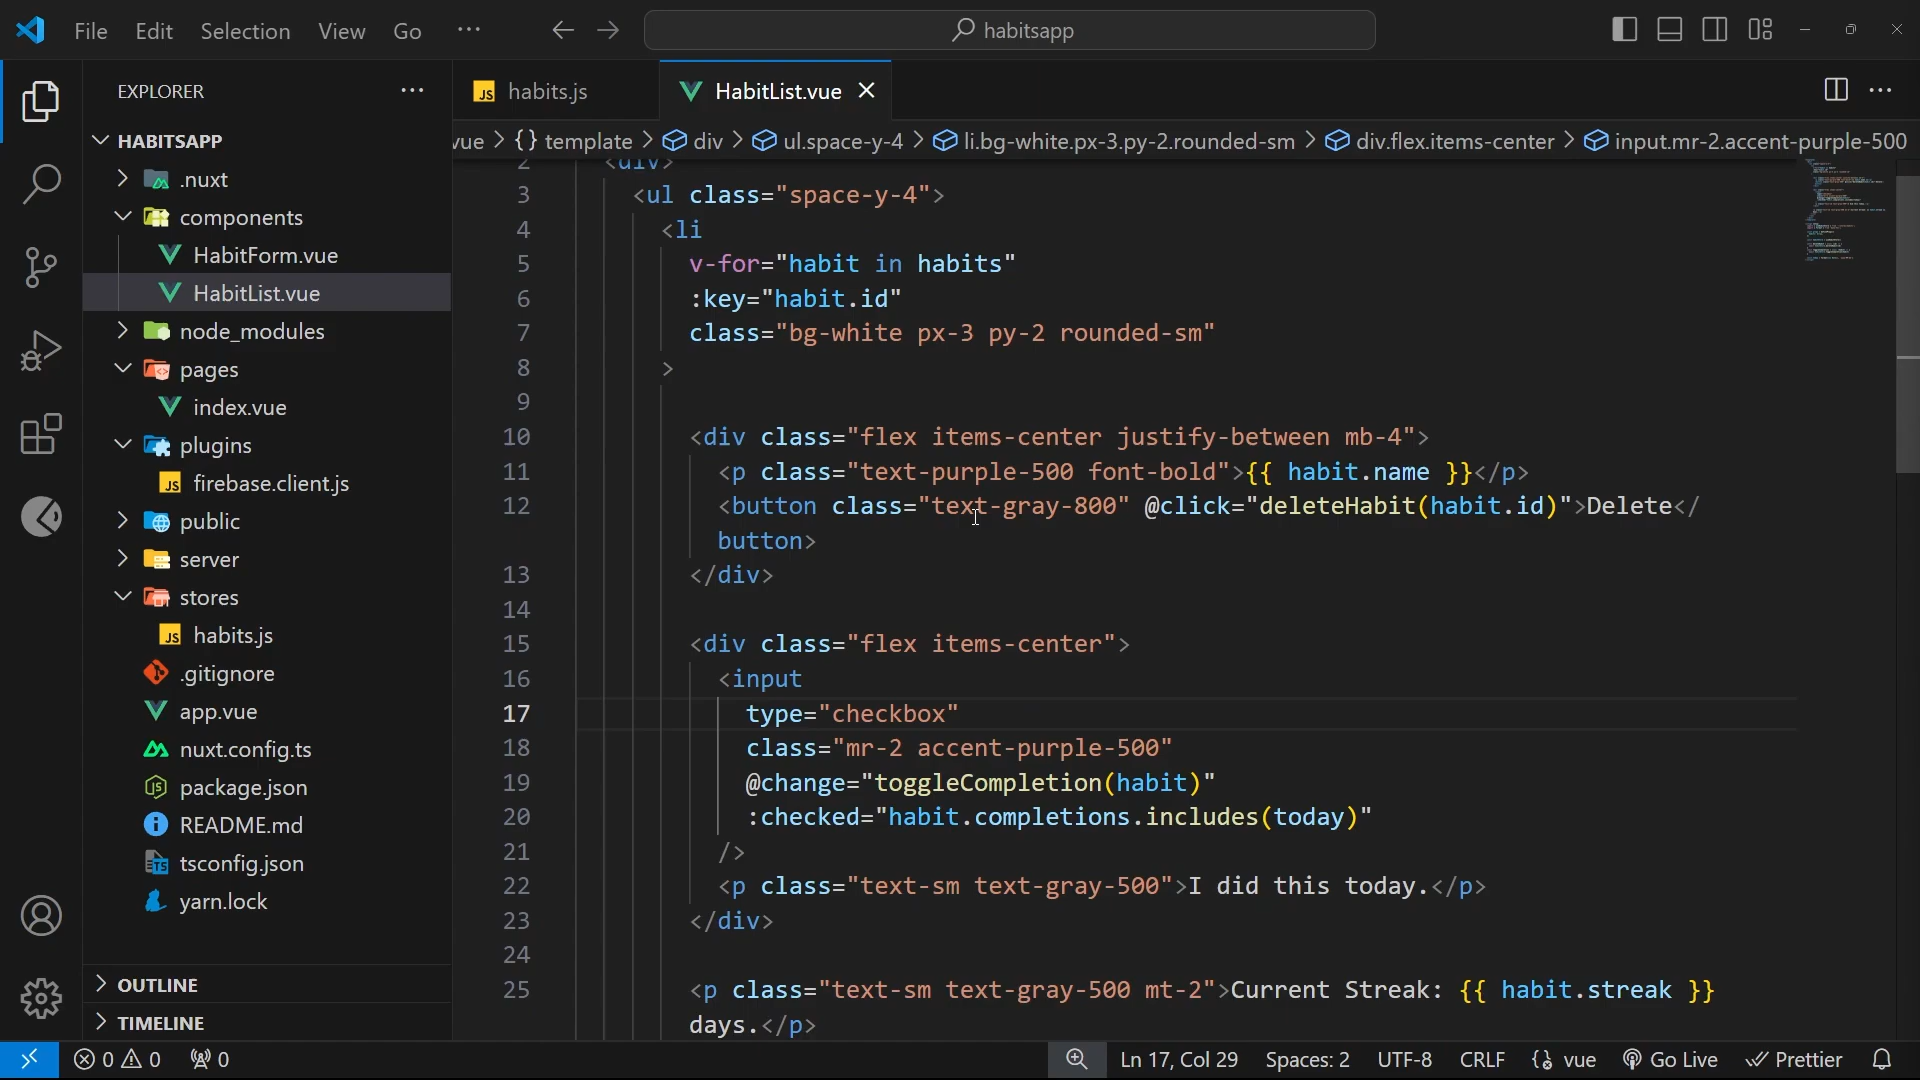 File Edit Selection View Go ··· habitsapp
EXPLORER ···
HABITSAPP
.nuxt
components
HabitForm.vue
HabitList.vue
node_modules
pages
index.vue
plugins
firebase.client.js
public
server
stores
habits.js
.gitignore
app.vue
nuxt.config.ts
package.json
README.md
tsconfig.json
yarn.lock
OUTLINE
TIMELINE
habits.js HabitList.vue
vue > {} template > div > ul.space-y-4 > li.bg-white.px-3.py-2.rounded-sm > div.flex.items-center > input.mr-2.accent-purple-500
2 <div>
3 <ul class="space-y-4">
4 <li
5 v-for="habit in habits"
6 :key="habit.id"
7 class="bg-white px-3 py-2 rounded-sm"
8 >
9
10 <div class="flex items-center justify-between mb-4">
11 <p class="text-purple-500 font-bold">{{ habit.name }}</p>
12 <button class="text-gray-800" @click="deleteHabit(habit.id)">Delete</
button>
13 </div>
14
15 <div class="flex items-center">
16 <input
17 type="checkbox"
18 class="mr-2 accent-purple-500"
19 @change="toggleCompletion(habit)"
20 :checked="habit.completions.includes(today)"
21 />
22 <p class="text-sm text-gray-500">I did this today.</p>
23 </div>
24
25 <p class="text-sm text-gray-500 mt-2">Current Streak: {{ habit.streak }}
days.</p>
0 0 0 Ln 17, Col 29 Spaces: 2 UTF-8 CRLF vue Go Live Prettier